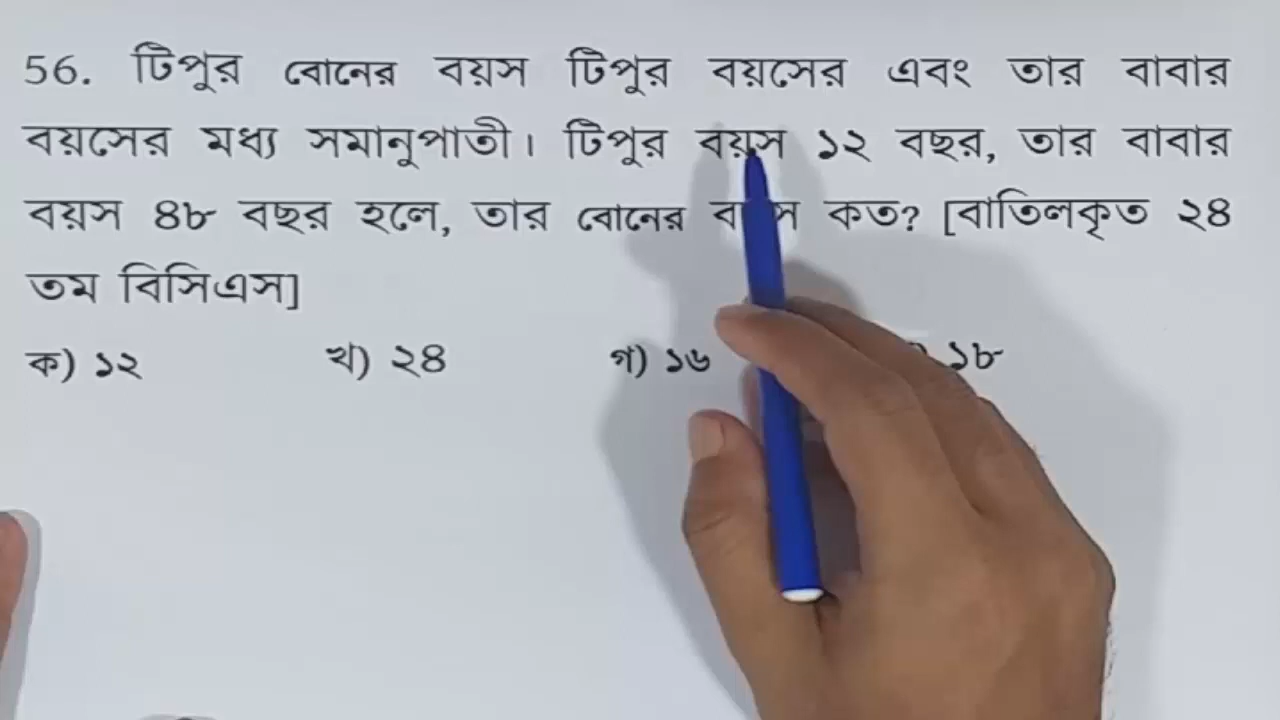 56. টিপুর বোনের বয়স টিপুর বয়সের এবং তার বাবার
বয়সের মধ্য সমানুপাতী। টিপুর বয়স ১২ বছর, তার বাবার
বয়স ৪৮ বছর হলে, তার বোনের কত? [বাতিলকৃত ২৪
তম বিসিএস]
ক) ১২ খ) ২৪ গ) ১৬ ১৮